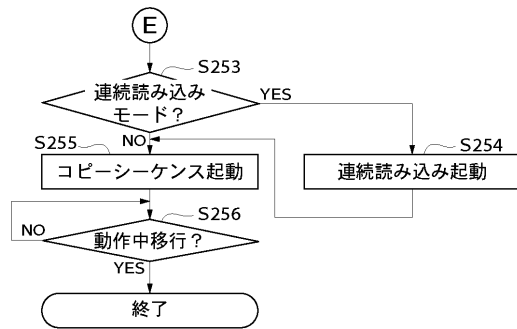 E
S253
連続読み込み
モード？
YES
NO
S255
コピーシーケンス起動
S254
連続読み込み起動
S256
動作中移行？
NO
YES
終了